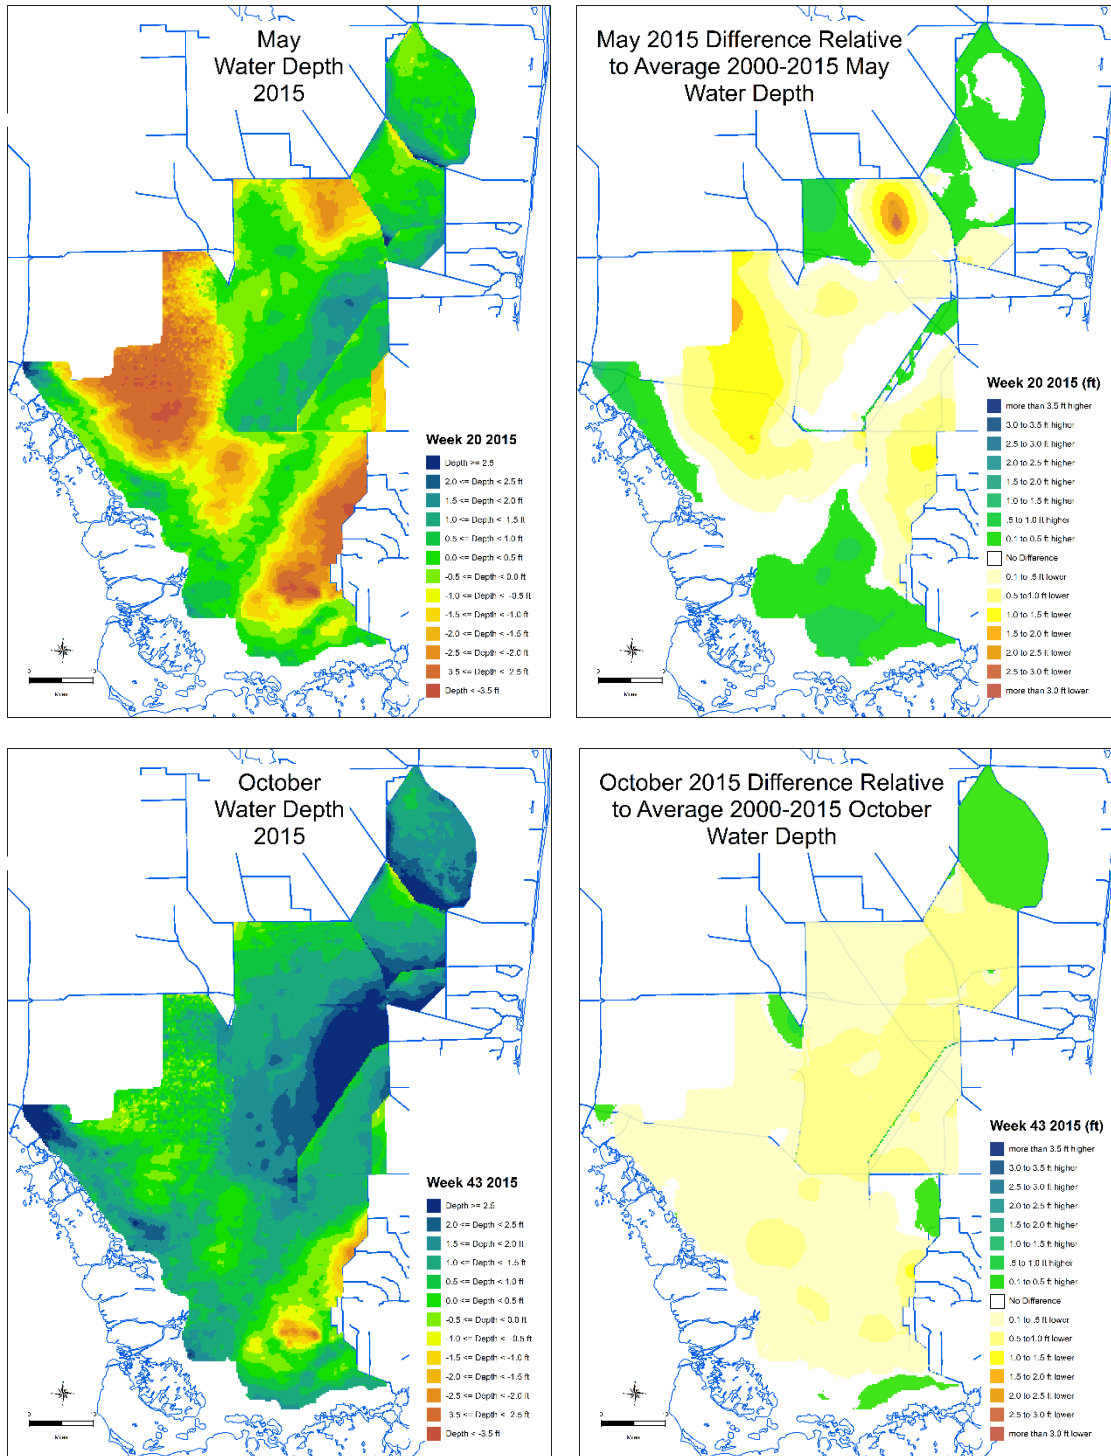 May
Water Depth
2015
Week 20 2015
Depth >= 2.5
2.0 <= Depth < 2.5 ft
1.5 <= Depth < 2.0 ft
1.0 <= Depth < 1.5 ft
0.5 <= Depth < 1.0 ft
0.0 <= Depth < 0.5 ft
-0.5 <= Depth < 0.0 ft
-1.0 <= Depth < -0.5 ft
-1.5 <= Depth < -1.0 ft
-2.0 <= Depth < -1.5 ft
-2.5 <= Depth < -2.0 ft
3.5 <= Depth < 2.5 ft
Depth < -3.5 ft
Miles
May 2015 Difference Relative
to Average 2000-2015 May
Water Depth
Week 20 2015 (ft)
more than 3.5 ft higher
3.0 to 3.5 ft higher
2.5 to 3.0 ft higher
2.0 to 2.5 ft higher
1.5 to 2.0 ft higher
1.0 to 1.5 ft higher
.5 to 1.0 ft higher
0.1 to 0.5 ft higher
No Difference
0.1 to .5 ft lower
0.5 to1.0 ft lower
1.0 to 1.5 ft lower
1.5 to 2.0 ft lower
2.0 to 2.5 ft lower
2.5 to 3.0 ft lower
more than 3.0 ft lower
Miles
October
Water Depth
2015
Week 43 2015
Depth >= 2.5
2.0 <= Depth < 2.5 ft
1.5 <= Depth < 2.0 ft
1.0 <= Depth < 1.5 ft
0.5 <= Depth < 1.0 ft
0.0 <= Depth < 0.5 ft
-0.5 <= Depth < 0.0 ft
-1.0 <= Depth < -0.5 ft
-1.5 <= Depth < -1.0 ft
-2.0 <= Depth < -1.5 ft
-2.5 <= Depth < -2.0 ft
3.5 <= Depth < 2.5 ft
Depth < -3.5 ft
Miles
October 2015 Difference Relative
to Average 2000-2015 October
Water Depth
Week 43 2015 (ft)
more than 3.5 ft higher
3.0 to 3.5 ft higher
2.5 to 3.0 ft higher
2.0 to 2.5 ft higher
1.5 to 2.0 ft higher
1.0 to 1.5 ft higher
.5 to 1.0 ft higher
0.1 to 0.5 ft higher
No Difference
0.1 to .5 ft lower
0.5 to1.0 ft lower
1.0 to 1.5 ft lower
1.5 to 2.0 ft lower
2.0 to 2.5 ft lower
2.5 to 3.0 ft lower
more than 3.0 ft lower
Miles